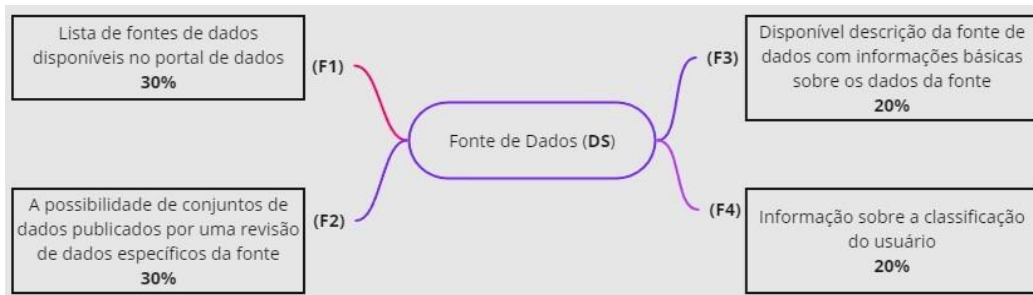 Lista de fontes de dados
disponíveis no portal de dados
30%
(F1)
A possibilidade de conjuntos de
dados publicados por uma revisão
de dados específicos da fonte
30%
(F2)
Fonte de Dados (DS)
(F3)
Disponível descrição da fonte de
dados com informações básicas
sobre os dados da fonte
20%
(F4)
Informação sobre a classificação
do usuário
20%